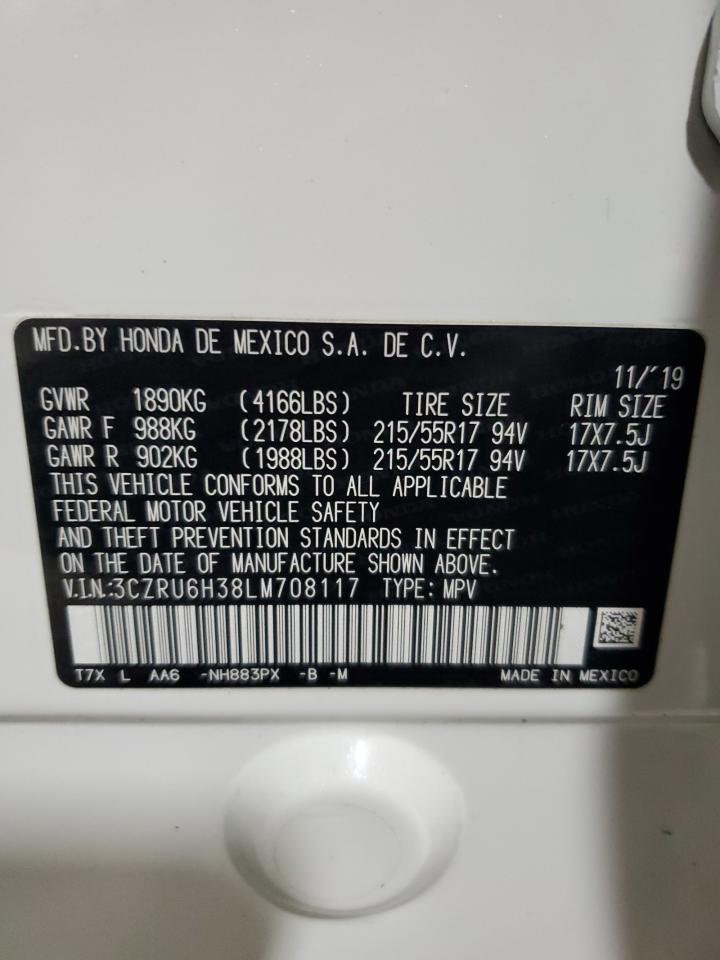 MFD.BY HONDA DE MEXICO S.A. DE C.V.
11/'19
GVWR 1890KG (4166LBS) TIRE SIZE RIM SIZE
GAWR F 988KG (2178LBS) 215/55R17 94V 17X7.5J
GAWR R 902KG (1988LBS) 215/55R17 94V 17X7.5J
THIS VEHICLE CONFORMS TO ALL APPLICABLE
FEDERAL MOTOR VEHICLE SAFETY
AND THEFT PREVENTION STANDARDS IN EFFECT
ON THE DATE OF MANUFACTURE SHOWN ABOVE.
V.I.N.:3CZRU6H38LM708117 TYPE: MPV
T7X L AA6 -NH883PX -B -M MADE IN MEXICO